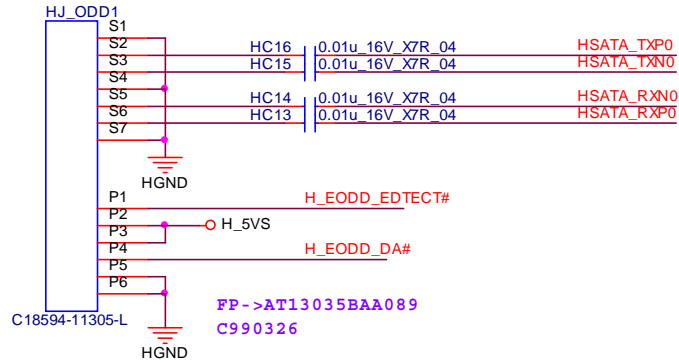 HJ_ODD1
S1
S2
HC16 0.01u_16V_X7R_04 HSATA_TXP0
S3
HC15 0.01u_16V_X7R_04 HSATA_TXN0
S4
S5
HC14 0.01u_16V_X7R_04 HSATA_RXN0
S6
HC13 0.01u_16V_X7R_04 HSATA_RXP0
S7
HGND
P1 H_EODD_EDTECT#
P2
H_5VS
P3
P4 H_EODD_DA#
P5
P6
C18594-11305-L
FP->AT13035BAA089
C990326
HGND